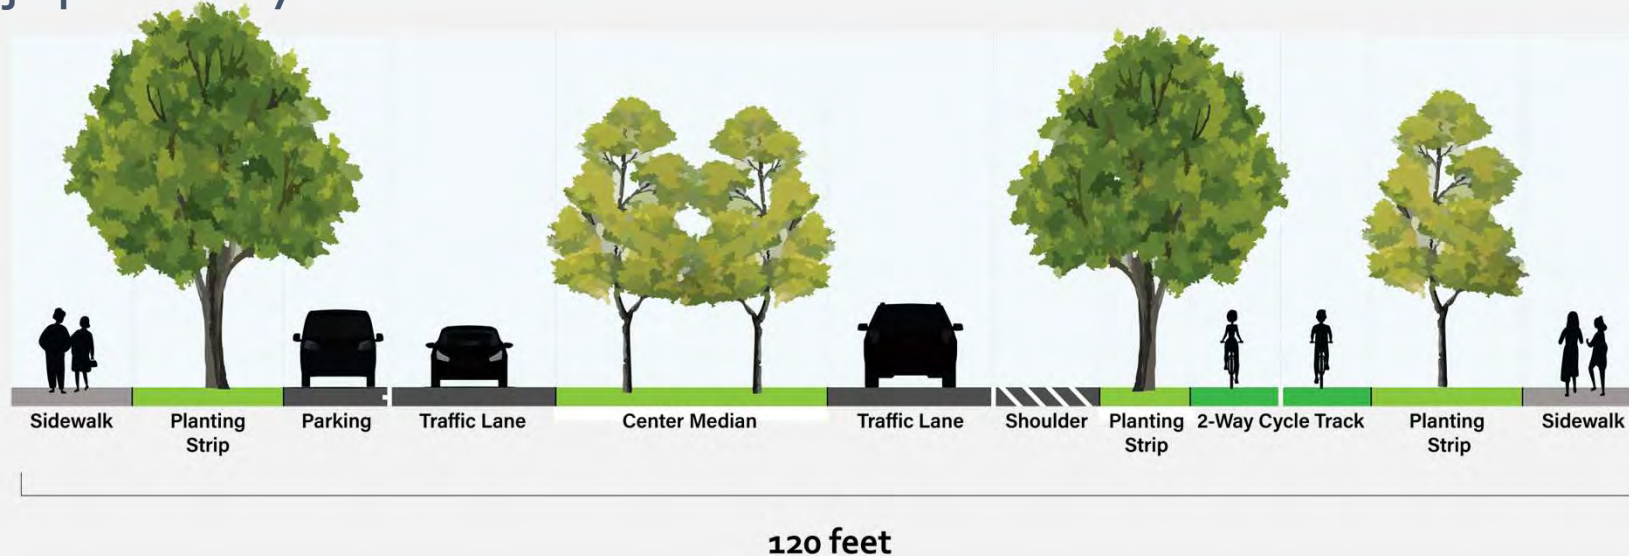 Sidewalk
Planting
Strip
Parking
Traffic Lane
Center Median
Traffic Lane
Shoulder
Planting
Strip
2-Way Cycle Track
Planting
Strip
Sidewalk
120 feet